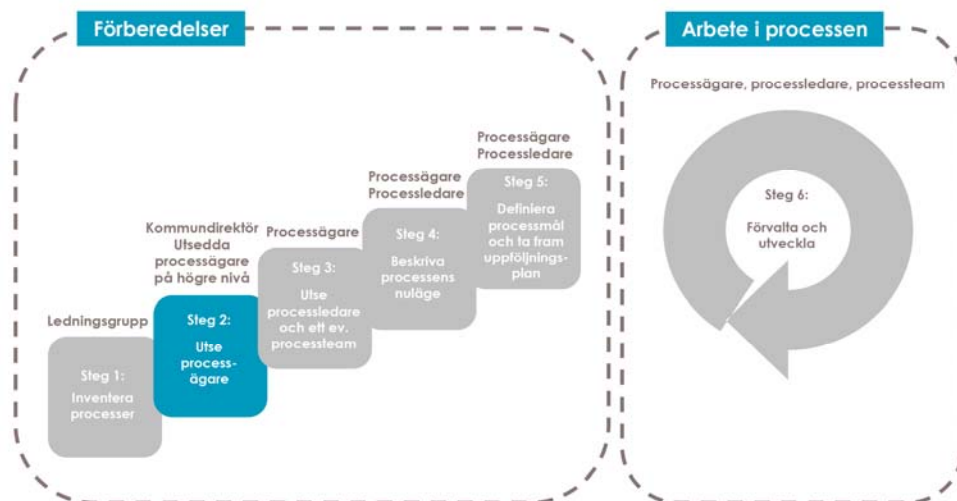 Förberedelser
Ledningsgrupp
Steg 1:
Inventera
processer
Kommundirektör
Utsedda
processägare
på högre nivå
Steg 2:
Utse
process-
ägare
Processägare
Steg 3:
Utse
processledare
och ett ev.
processteam
Processägare
Processledare
Steg 4:
Beskriva
processens
nuläge
Processägare
Processledare
Steg 5:
Definiera
processmål
och ta fram
uppföljnings-
plan
Arbete i processen
Processägare, processledare, processteam
Steg 6:
Förvalta och
utveckla